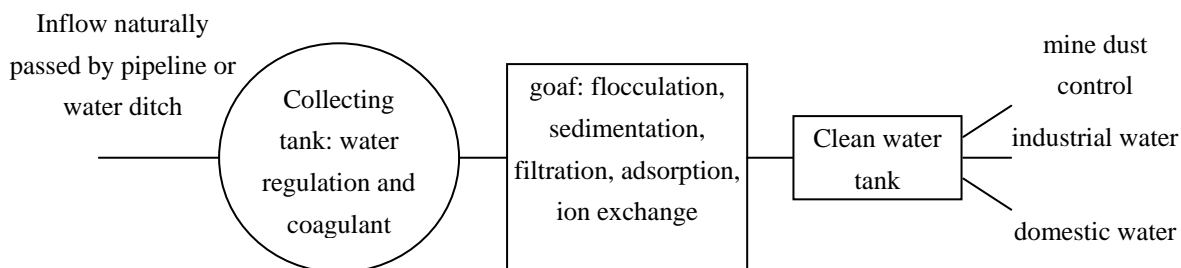 Inflow naturally
passed by pipeline or
water ditch
Collecting
tank: water
regulation and
coagulant
goaf: flocculation,
sedimentation,
filtration, adsorption,
ion exchange
Clean water
tank
mine dust
control
industrial water
domestic water